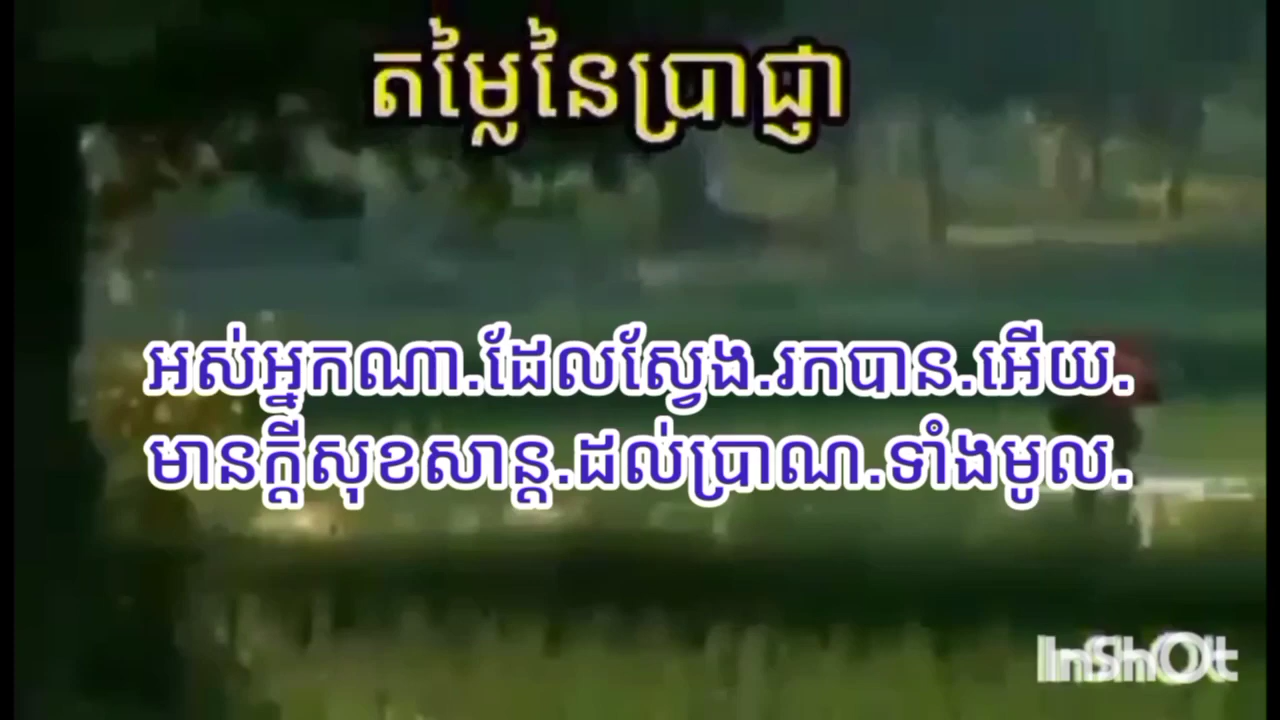 តម្លៃនៃប្រាជ្ញា
អស់អ្នកណា.ដែលស្វែង.រកបាន.អើយ.
មានក្ដីសុខសាន្ត.ដល់ប្រាណ.ទាំងមូល.
InShOt